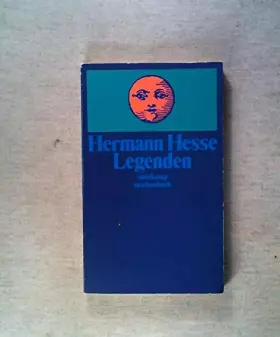 Hermann Hesse
Legenden
suhrkamp
taschenbuch